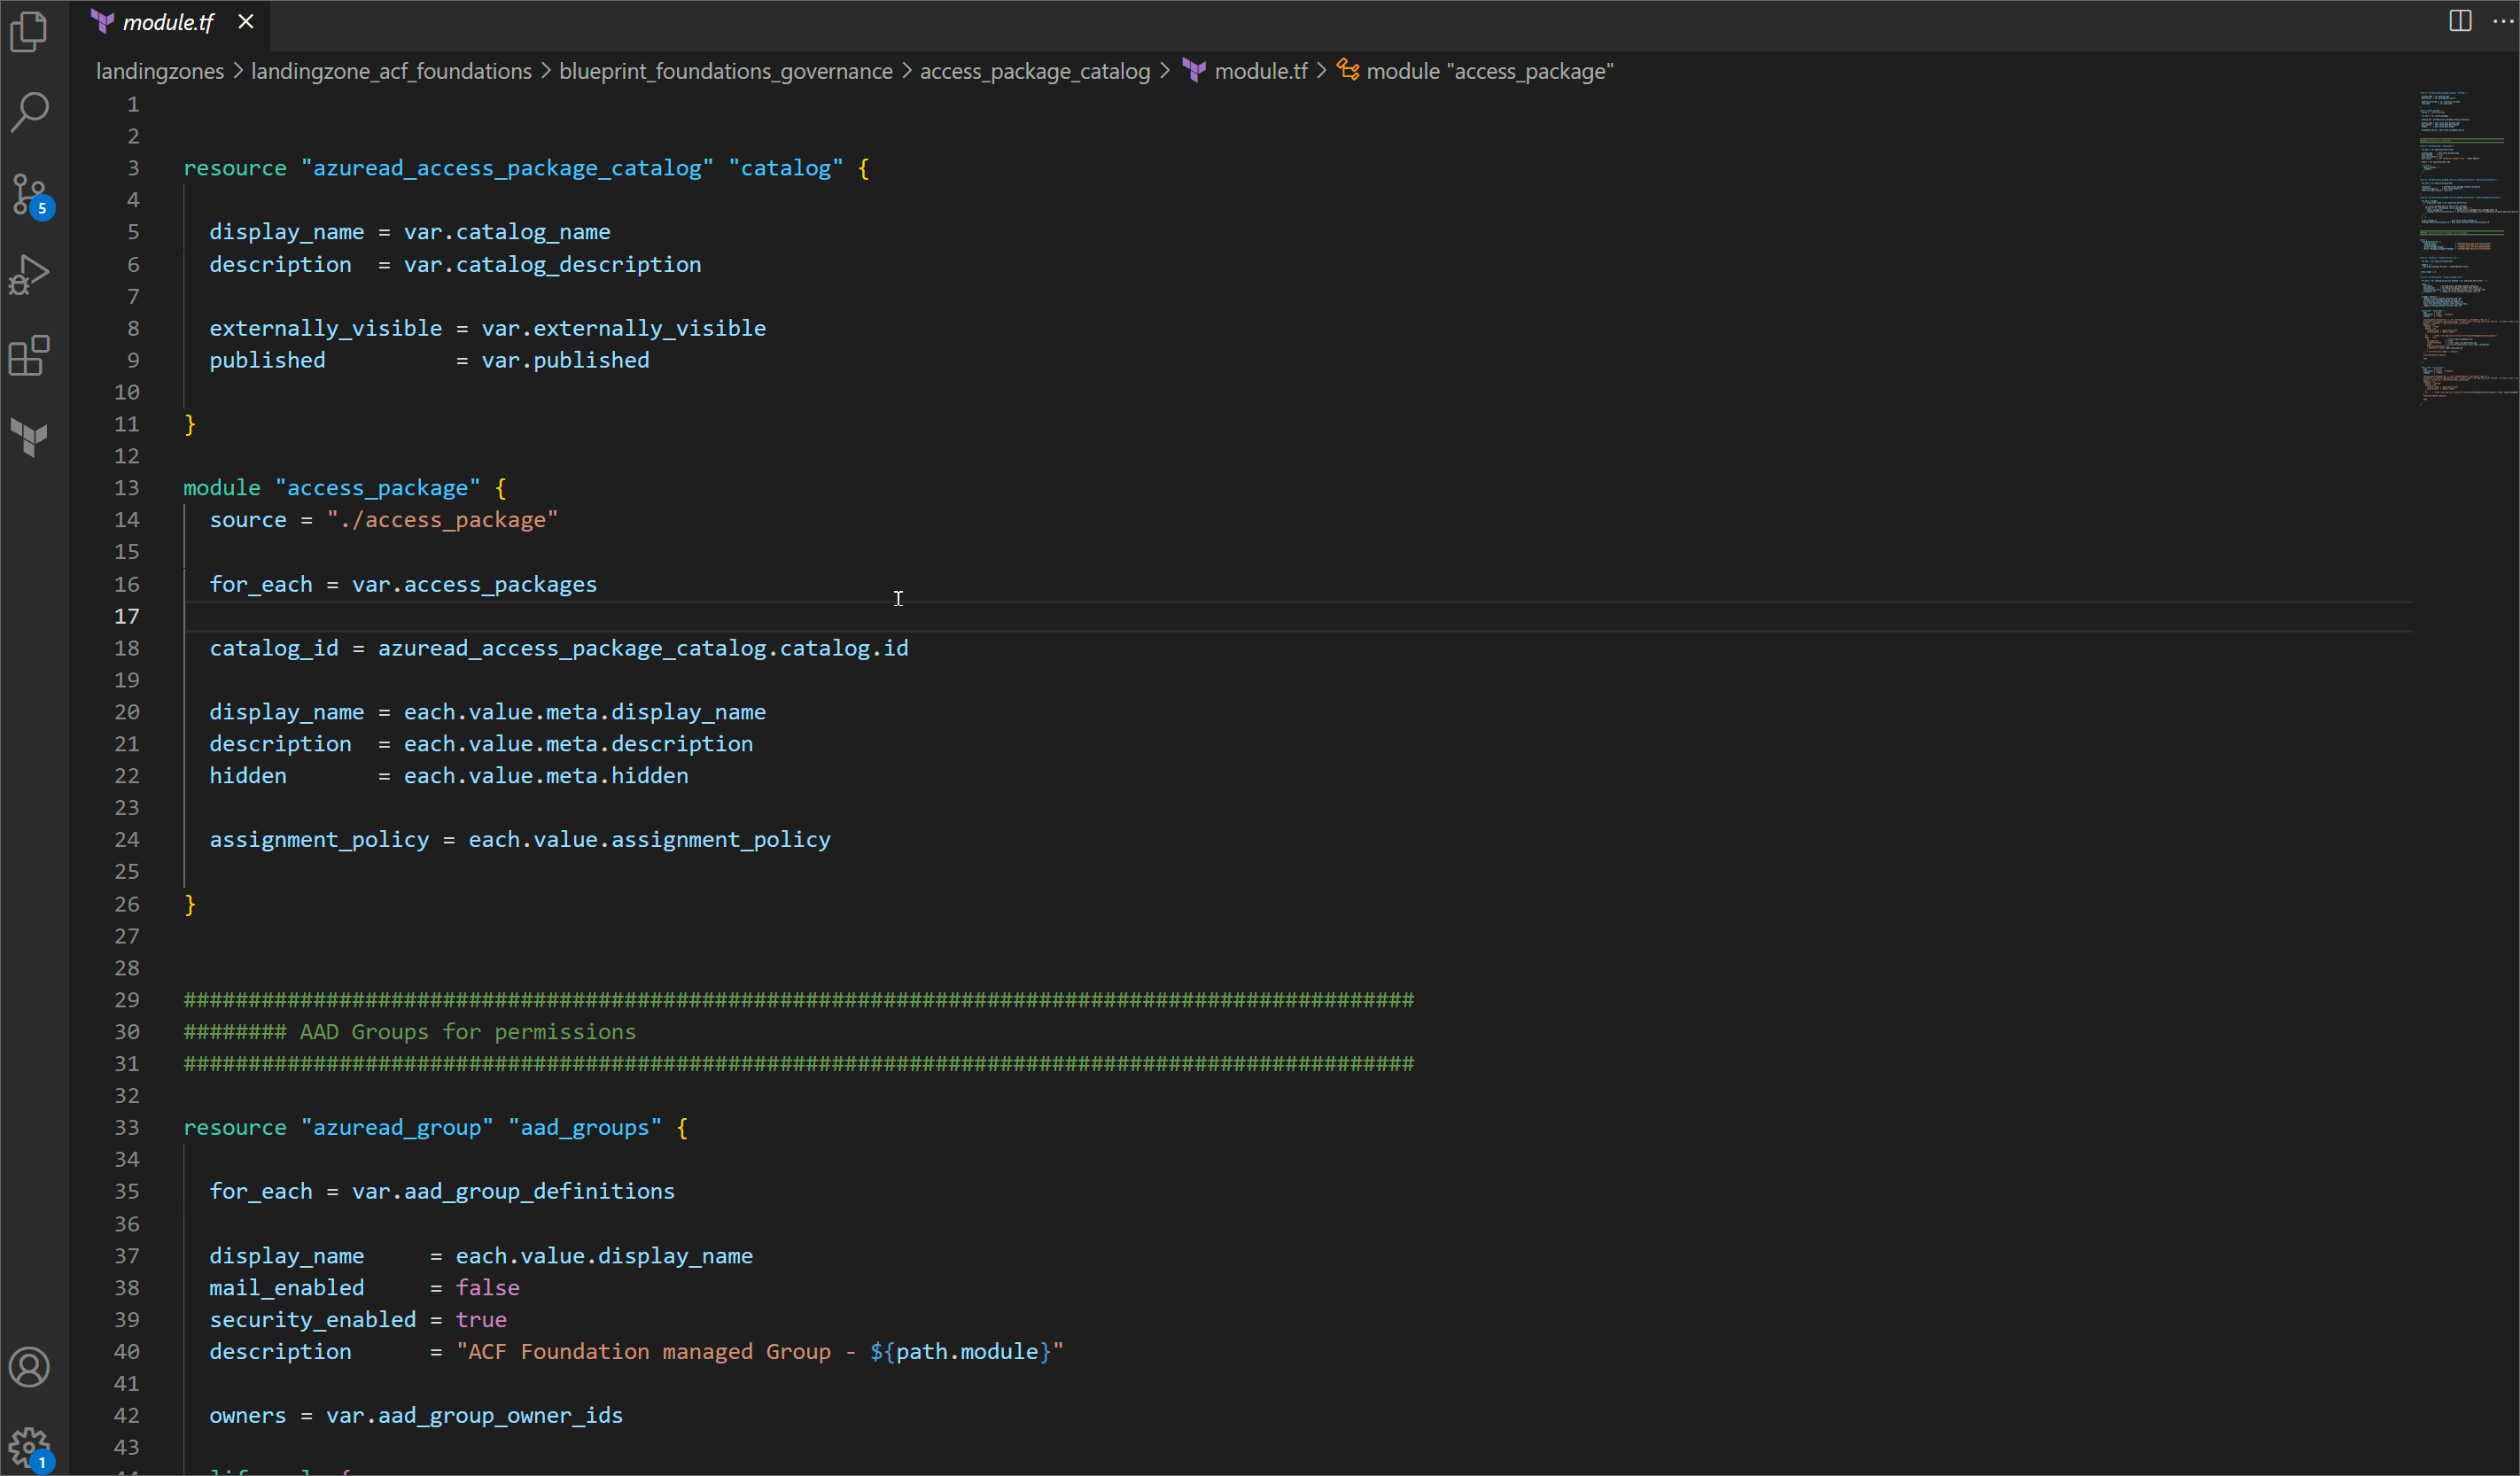 module.tf
landingzones > landingzone_acf_foundations > blueprint_foundations_governance > access_package_catalog > module.tf > module "access_package"
1
2
3 resource "azuread_access_package_catalog" "catalog" {
4
5 display_name = var.catalog_name
6 description  = var.catalog_description
7
8 externally_visible = var.externally_visible
9 published          = var.published
10
11 }
12
13 module "access_package" {
14 source = "./access_package"
15
16 for_each = var.access_packages
17
18 catalog_id = azuread_access_package_catalog.catalog.id
19
20 display_name = each.value.meta.display_name
21 description  = each.value.meta.description
22 hidden       = each.value.meta.hidden
23
24 assignment_policy = each.value.assignment_policy
25
26 }
27
28
29 ###############################################################################################
30 ######## AAD Groups for permissions
31 ###############################################################################################
32
33 resource "azuread_group" "aad_groups" {
34
35 for_each = var.aad_group_definitions
36
37 display_name     = each.value.display_name
38 mail_enabled     = false
39 security_enabled = true
40 description      = "ACF Foundation managed Group - ${path.module}"
41
42 owners = var.aad_group_owner_ids
43
5
1